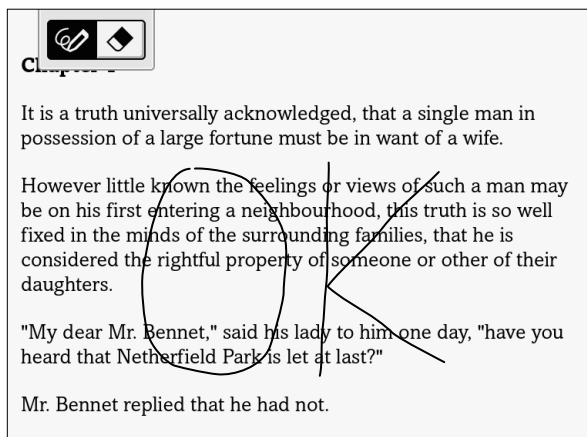 Chapter 1
It is a truth universally acknowledged, that a single man in
possession of a large fortune must be in want of a wife.
However little known the feelings or views of such a man may
be on his first entering a neighbourhood, this truth is so well
fixed in the minds of the surrounding families, that he is
considered the rightful property of someone or other of their
daughters.
"My dear Mr. Bennet," said his lady to him one day, "have you
heard that Netherfield Park is let at last?"
Mr. Bennet replied that he had not.
OK